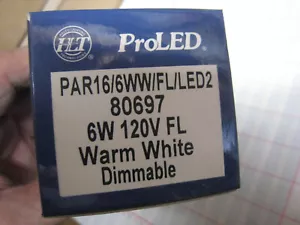 HLT
ProLED®
PAR16/6WW/FL/LED2
80697
6W 120V FL
Warm White
Dimmable